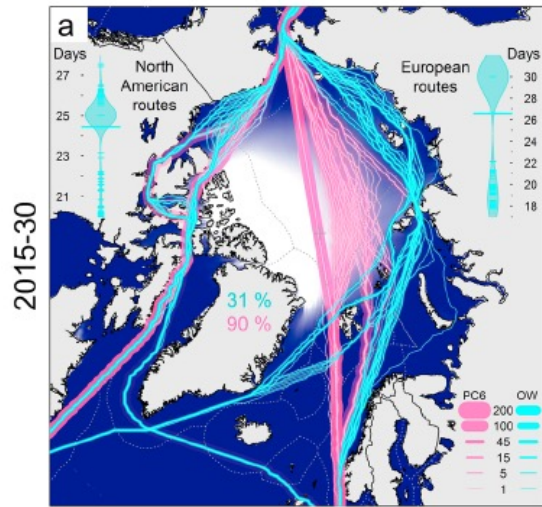 a
Days
27
25
23
21
North
American
routes
European
routes
Days
30
28
26
24
22
20
18
2015-30
31 %
90 %
PC6 OW
200
100
45
15
5
1